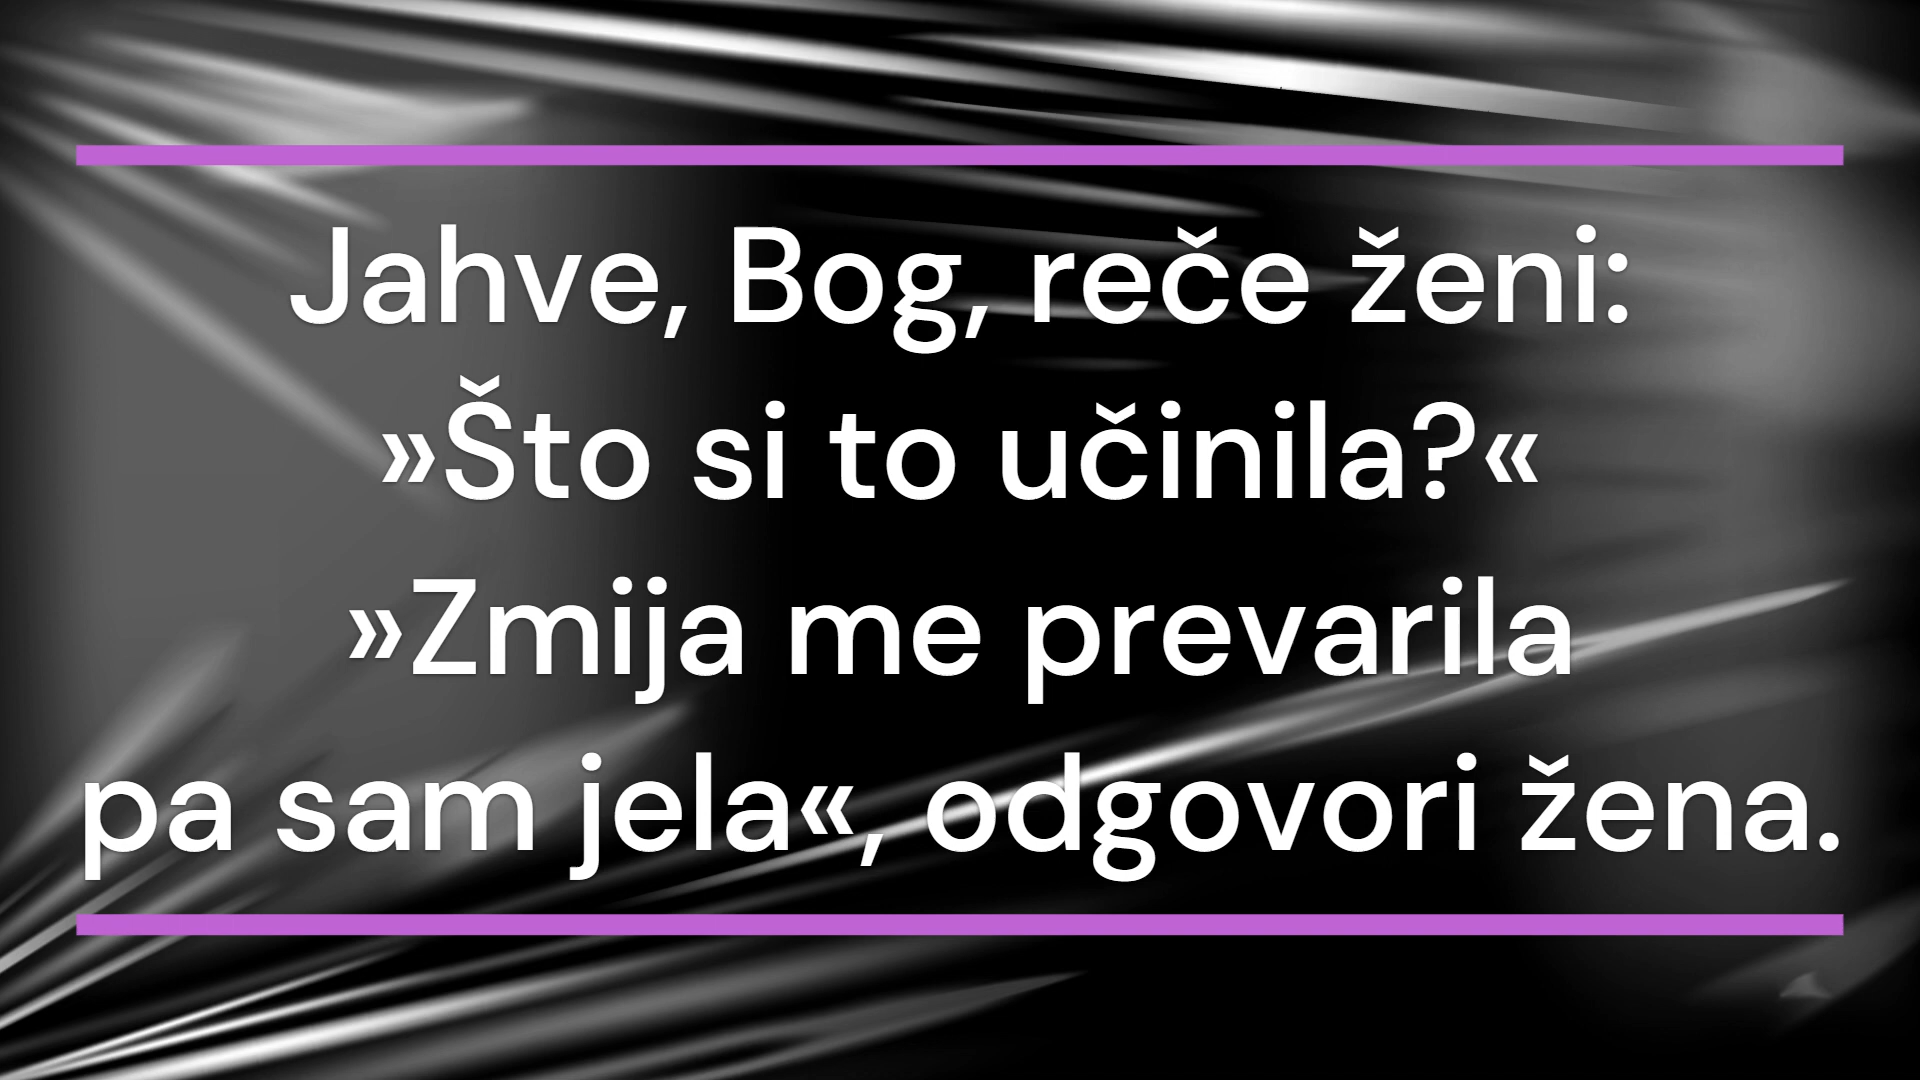 Jahve, Bog, reče ženi:
»Što si to učinila?«
»Zmija me prevarila
pa sam jela«, odgovori žena.